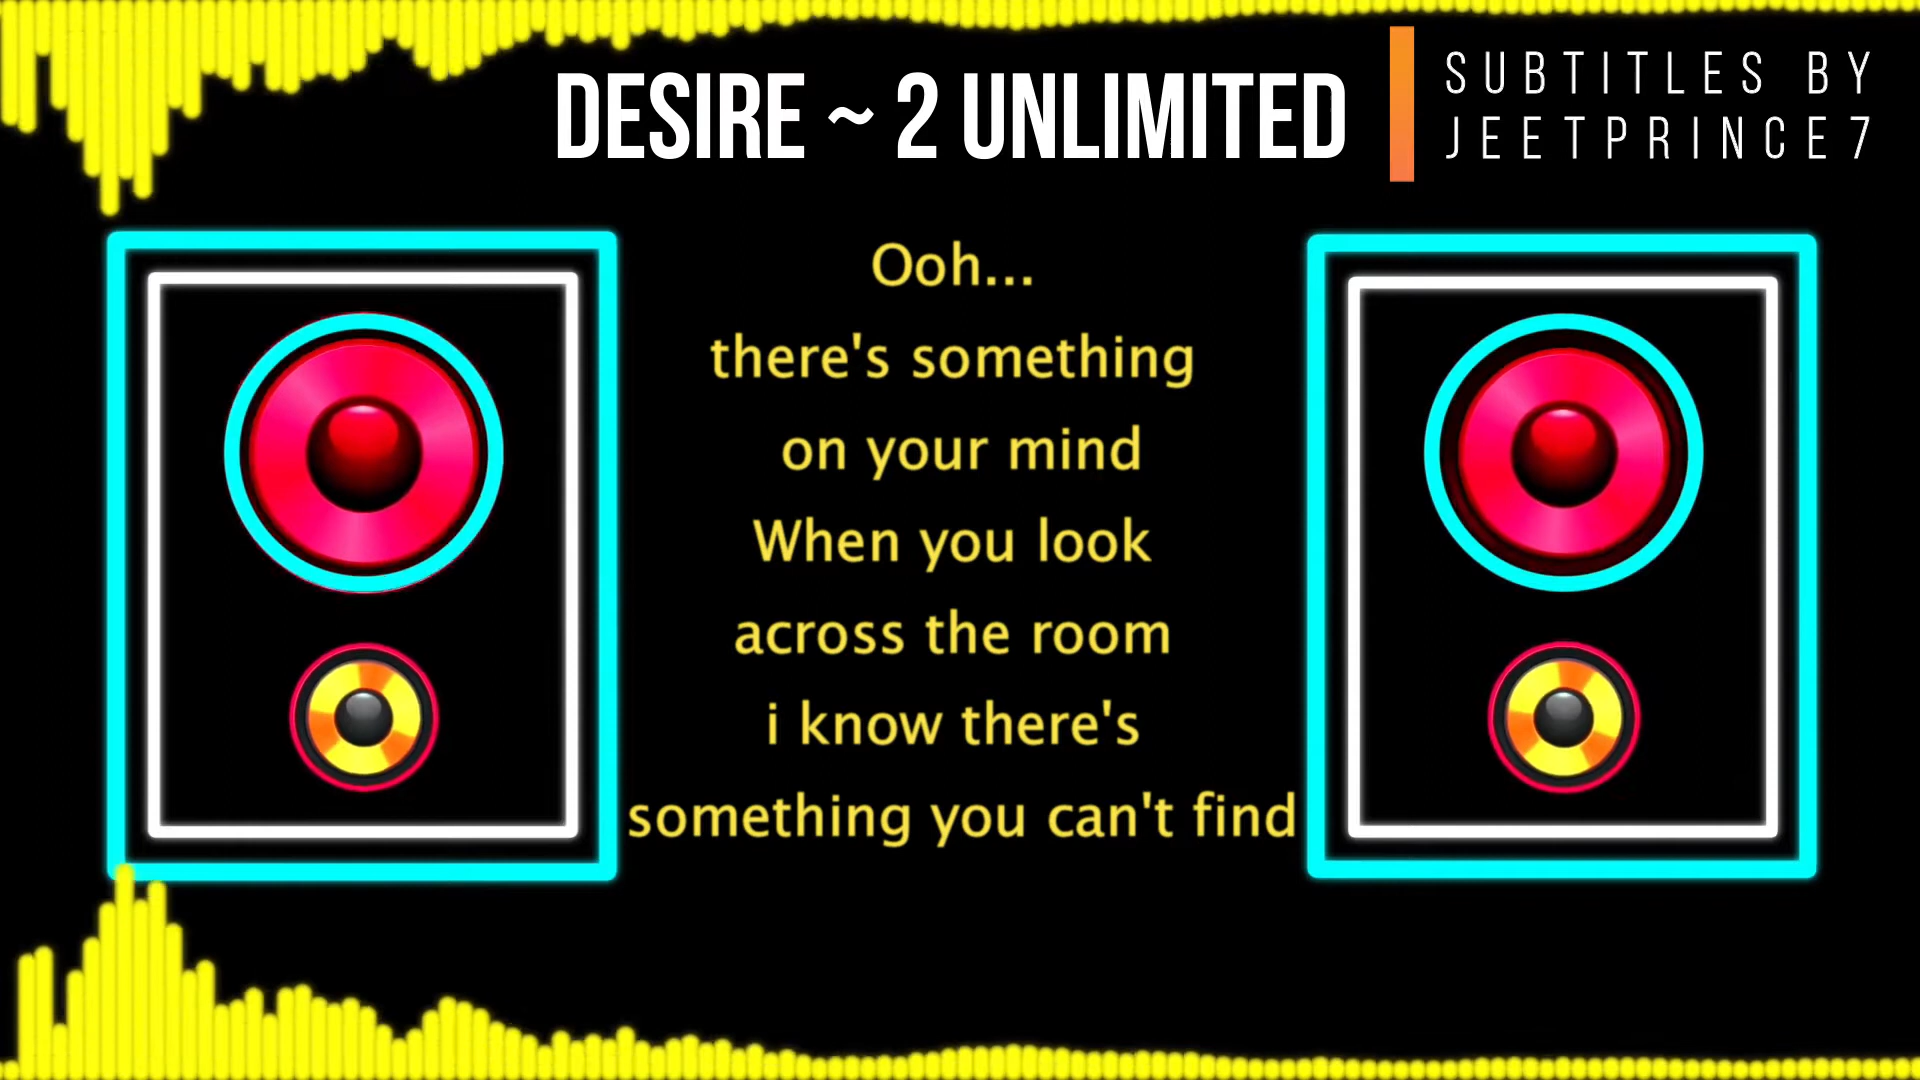 DESIRE ~ 2 UNLIMITED
SUBTITLES BY
JEETPRINCE7
Ooh...
there's something
on your mind
When you look
across the room
i know there's
something you can't find